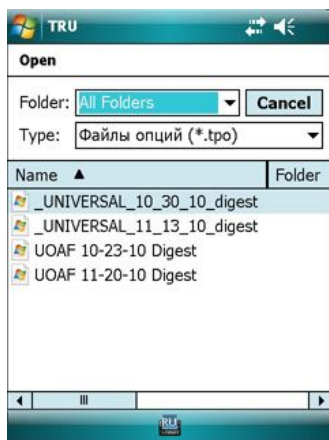 TRU
Open
Folder: All Folders Cancel
Type: Файлы опций (*.tpo)
Name Folder
_UNIVERSAL_10_30_10_digest
_UNIVERSAL_11_13_10_digest
UOAF 10-23-10 Digest
UOAF 11-20-10 Digest
RU